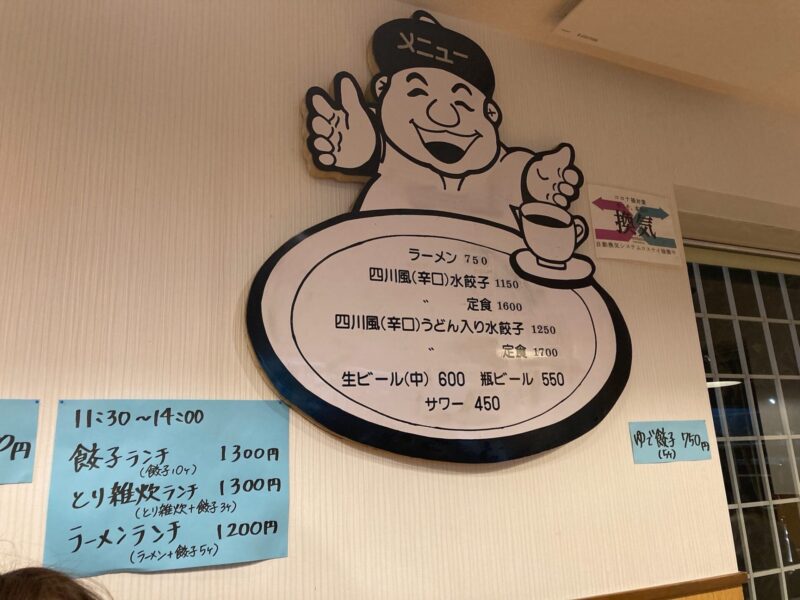 メニュー
ラーメン 750
四川風(辛口)水餃子 1150
〃 定食 1600
四川風(辛口)うどん入り水餃子 1250
〃 定食 1700
生ビール(中) 600 瓶ビール 550
サワー 450
換気
0円
11:30～14:00
餃子ランチ 1300円
(餃子10ヶ)
とり雑炊ランチ 1300円
(とり雑炊+餃子3ヶ)
ラーメンランチ 1200円
(ラーメン+餃子5ヶ)
ゆで餃子 750円
(5ヶ)